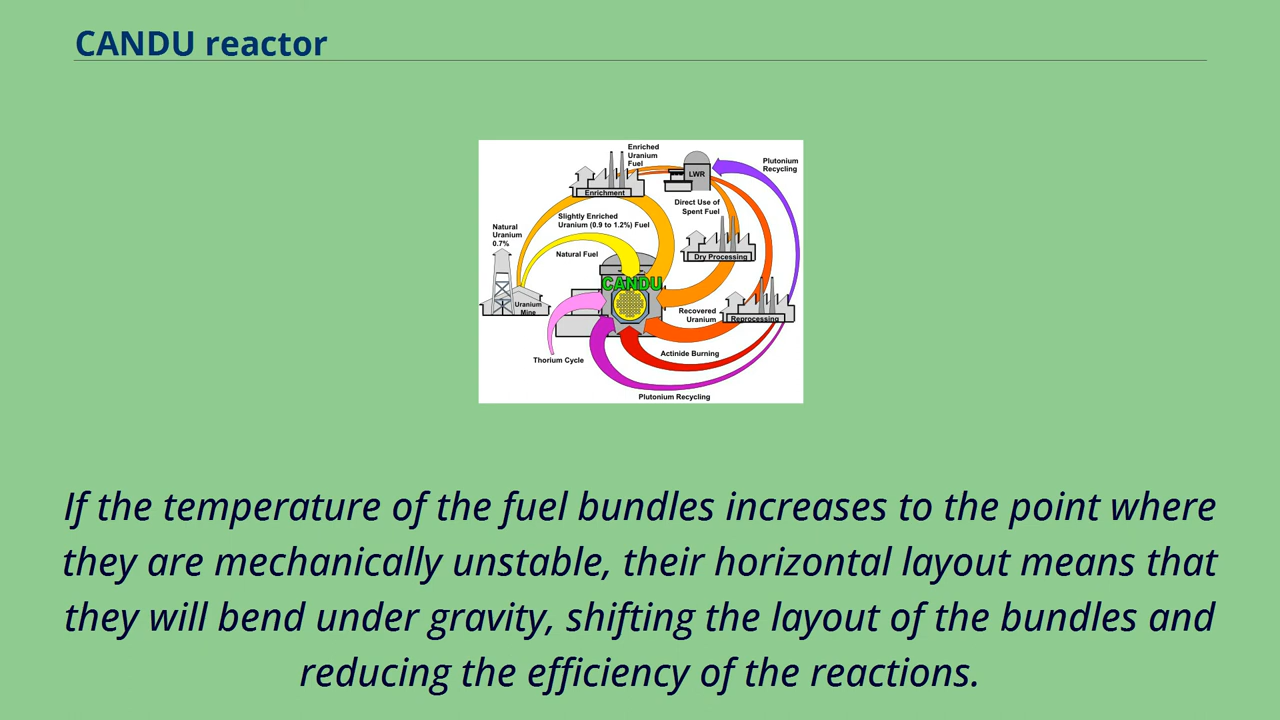 CANDU reactor
Enriched
Uranium
Fuel
Plutonium
Recycling
LWR
Enrichment
Direct Use of
Spent Fuel
Slightly Enriched
Uranium (0.9 to 1.2%) Fuel
Natural
Uranium
0.7%
Natural Fuel
Dry Processing
CANDU
Uranium
Mine
Recovered
Uranium
Reprocessing
Actinide Burning
Thorium Cycle
Plutonium Recycling
If the temperature of the fuel bundles increases to the point where
they are mechanically unstable, their horizontal layout means that
they will bend under gravity, shifting the layout of the bundles and
reducing the efficiency of the reactions.